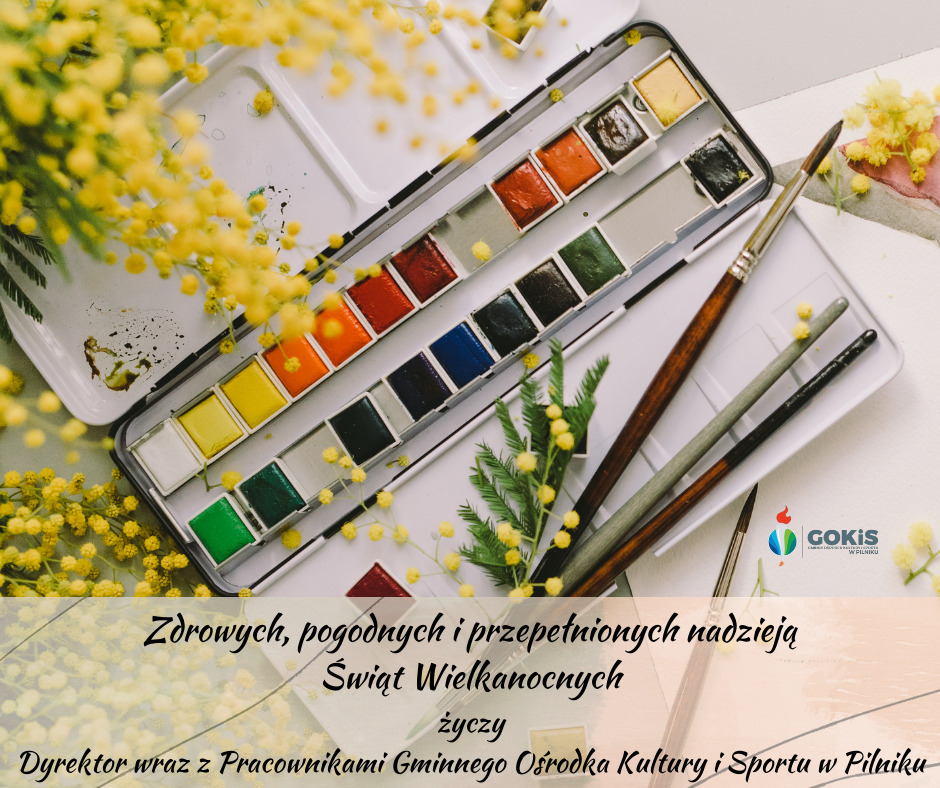 GOKiS
GMINNY OŚRODEK KULTURY I SPORTU
W PILNIKU
Zdrowych, pogodnych i przepełnionych nadzieją
Świąt Wielkanocnych
życzy
Dyrektor wraz z Pracownikami Gminnego Ośrodka Kultury i Sportu w Pilniku